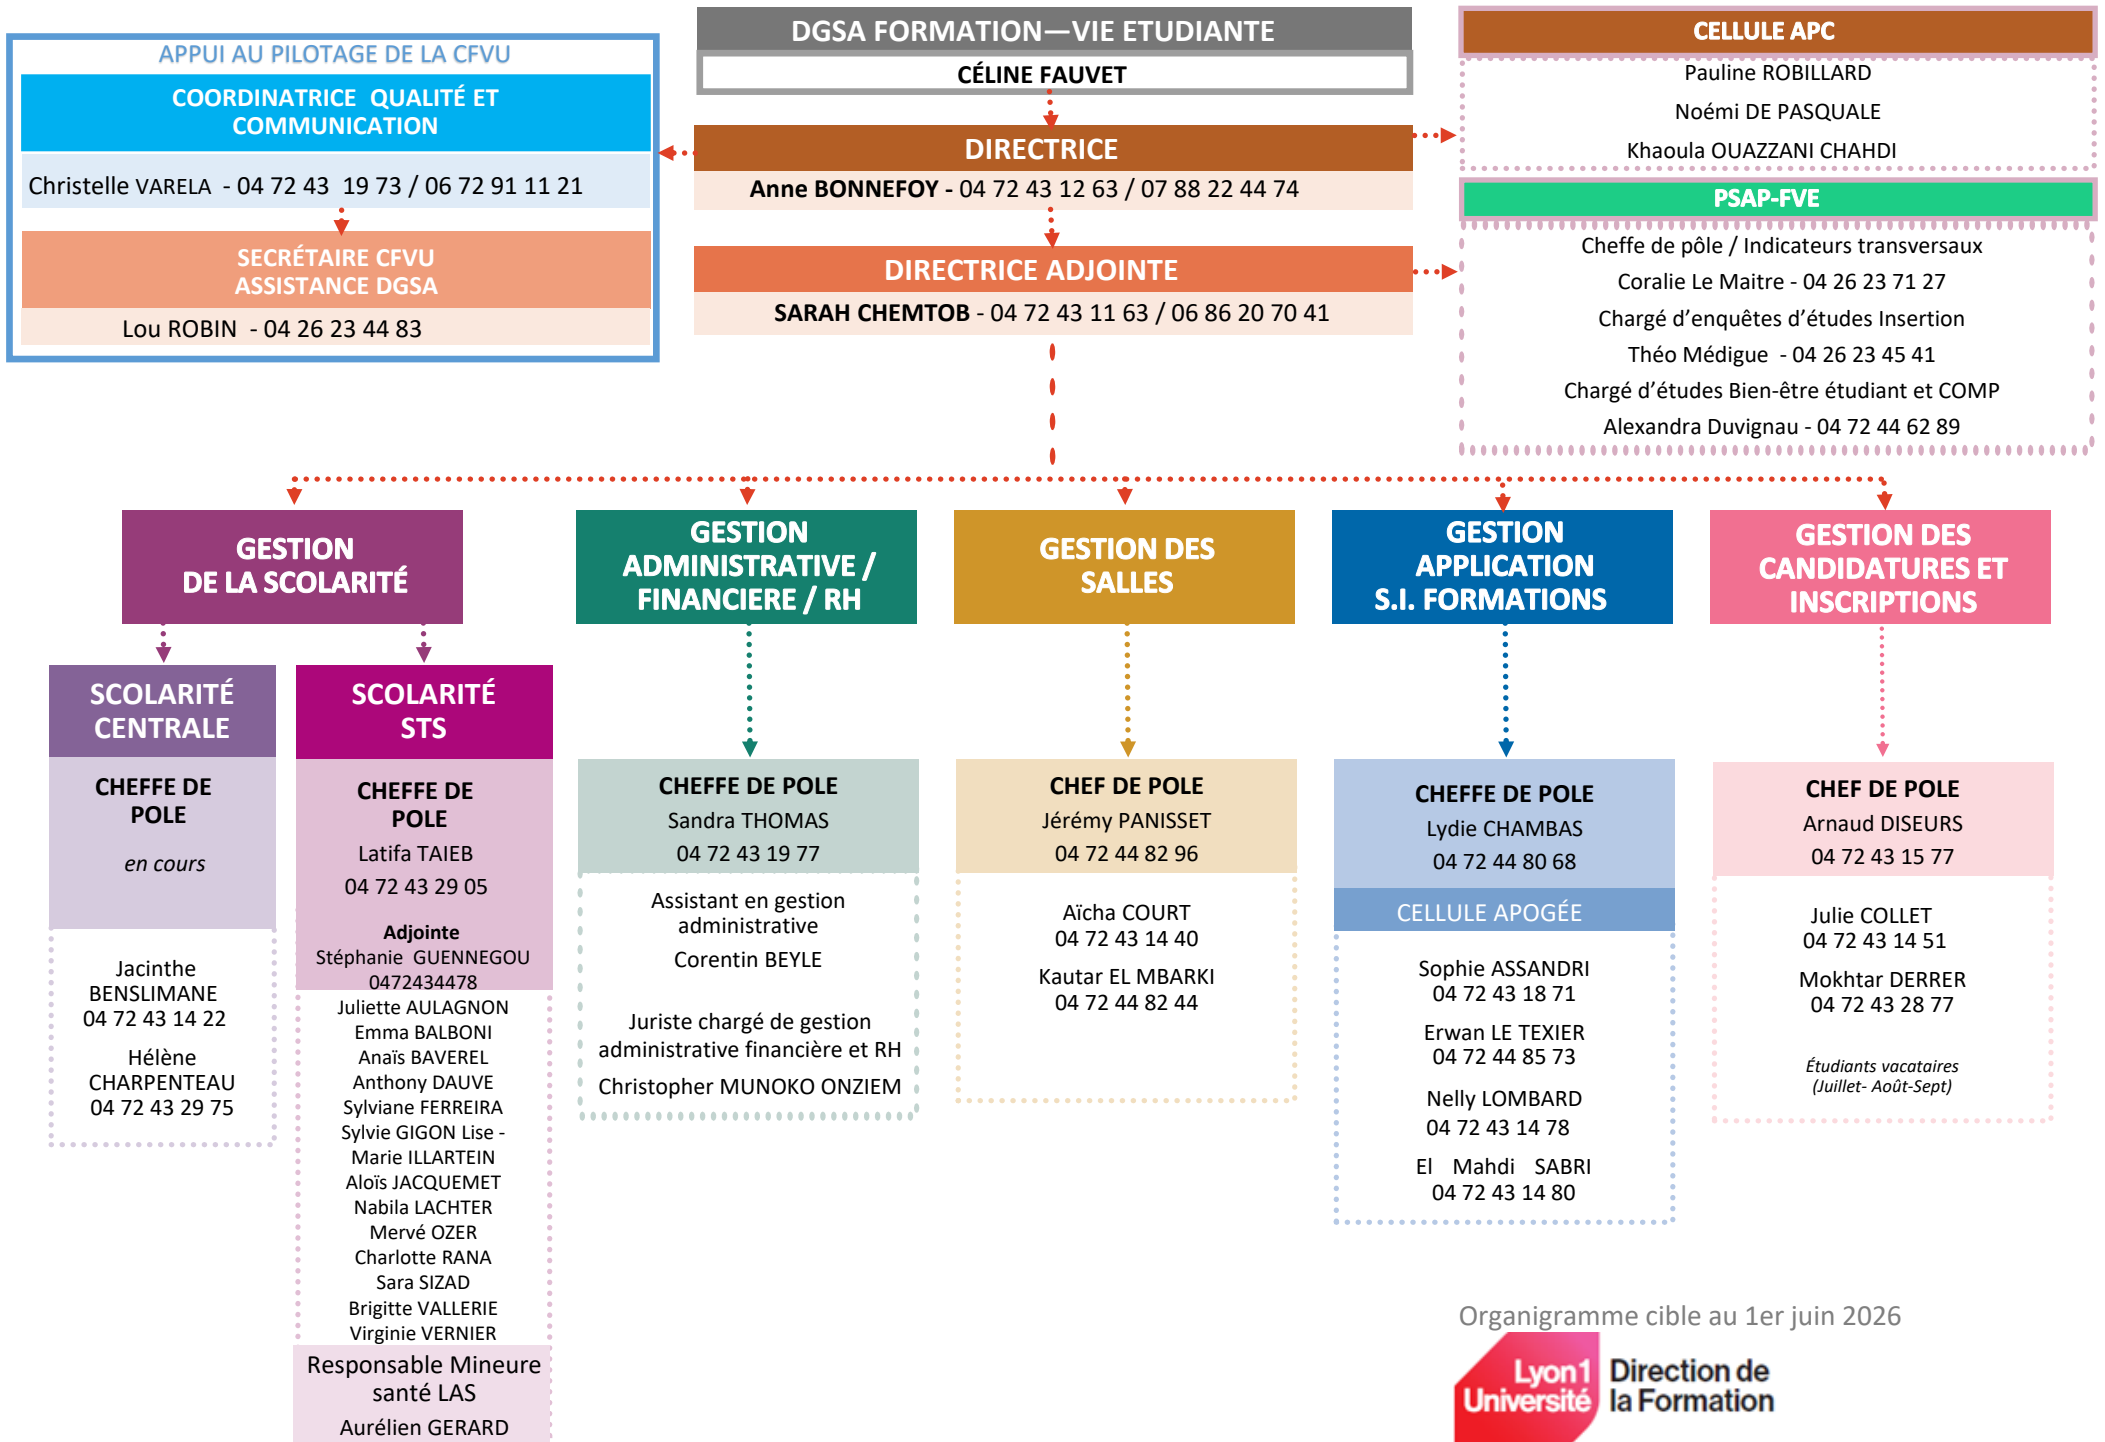 DGSA FORMATION—VIE ETUDIANTE
CÉLINE FAUVET
APPUI AU PILOTAGE DE LA CFVU
COORDINATRICE QUALITÉ ET
COMMUNICATION
Christelle VARELA - 04 72 43 19 73 / 06 72 91 11 21
SECRÉTAIRE CFVU
ASSISTANCE DGSA
Lou ROBIN - 04 26 23 44 83
DIRECTRICE
Anne BONNEFOY - 04 72 43 12 63 / 07 88 22 44 74
DIRECTRICE ADJOINTE
SARAH CHEMTOB - 04 72 43 11 63 / 06 86 20 70 41
CELLULE APC
Pauline ROBILLARD
Noémi DE PASQUALE
Khaoula OUAZZANI CHAHDI
PSAP-FVE
Cheffe de pôle / Indicateurs transversaux
Coralie Le Maitre - 04 26 23 71 27
Chargé d’enquêtes d’études Insertion
Théo Médigue - 04 26 23 45 41
Chargé d’études Bien-être étudiant et COMP
Alexandra Duvignau - 04 72 44 62 89
GESTION
DE LA SCOLARITÉ
SCOLARITÉ
CENTRALE
CHEFFE DE
POLE
en cours
Jacinthe
BENSLIMANE
04 72 43 14 22
Hélène
CHARPENTEAU
04 72 43 29 75
SCOLARITÉ
STS
CHEFFE DE
POLE
Latifa TAIEB
04 72 43 29 05
Adjointe
Stéphanie GUENNEGOU
0472434478
Juliette AULAGNON
Emma BALBONI
Anaïs BAVEREL
Anthony DAUVE
Sylviane FERREIRA
Sylvie GIGON Lise -
Marie ILLARTEIN
Aloïs JACQUEMET
Nabila LACHTER
Mervé OZER
Charlotte RANA
Sara SIZAD
Brigitte VALLERIE
Virginie VERNIER
Responsable Mineure
santé LAS
Aurélien GERARD
GESTION
ADMINISTRATIVE /
FINANCIERE / RH
CHEFFE DE POLE
Sandra THOMAS
04 72 43 19 77
Assistant en gestion
administrative
Corentin BEYLE
Juriste chargé de gestion
administrative financière et RH
Christopher MUNOKO ONZIEM
GESTION DES
SALLES
CHEF DE POLE
Jérémy PANISSET
04 72 44 82 96
Aïcha COURT
04 72 43 14 40
Kautar EL MBARKI
04 72 44 82 44
GESTION
APPLICATION
S.I. FORMATIONS
CHEFFE DE POLE
Lydie CHAMBAS
04 72 44 80 68
CELLULE APOGÉE
Sophie ASSANDRI
04 72 43 18 71
Erwan LE TEXIER
04 72 44 85 73
Nelly LOMBARD
04 72 43 14 78
El Mahdi SABRI
04 72 43 14 80
GESTION DES
CANDIDATURES ET
INSCRIPTIONS
CHEF DE POLE
Arnaud DISEURS
04 72 43 15 77
Julie COLLET
04 72 43 14 51
Mokhtar DERRER
04 72 43 28 77
Étudiants vacataires
(Juillet- Août-Sept)
Organigramme cible au 1er juin 2026
Lyon1
Université
Direction de
la Formation